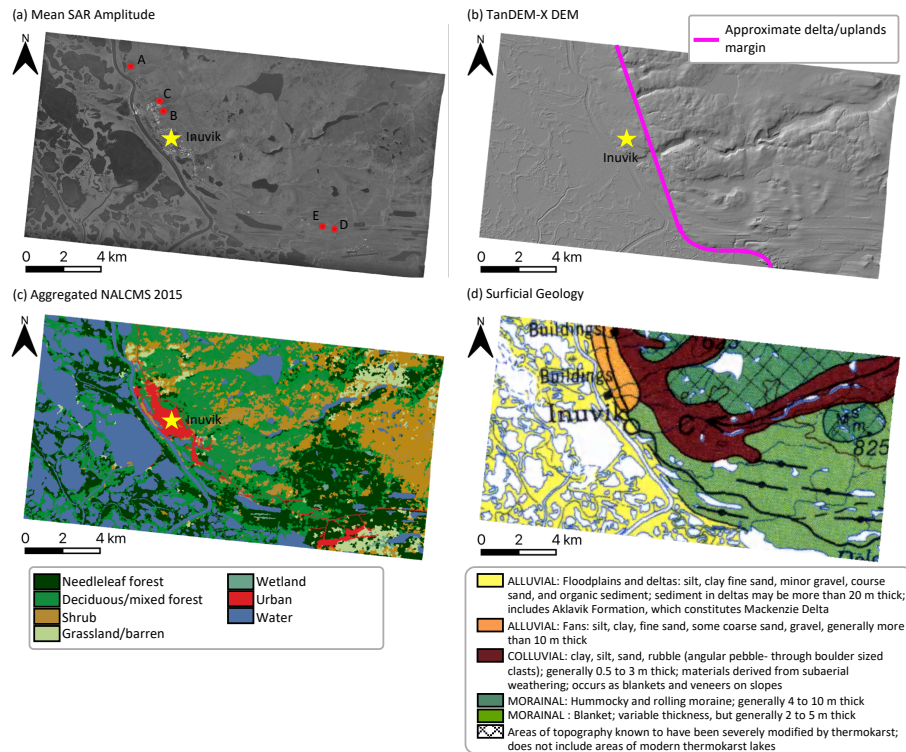 (a) Mean SAR Amplitude
N
A
C
B
Inuvik
E
D
0 2 4 km
(b) TanDEM-X DEM
N
Approximate delta/uplands
margin
Inuvik
0 2 4 km
(c) Aggregated NALCMS 2015
N
Inuvik
0 2 4 km
Needleleaf forest
Deciduous/mixed forest
Shrub
Grassland/barren
Wetland
Urban
Water
(d) Surficial Geology
N
Buildings
Buildings
Inuvik
C
825
0 2 4 km
ALLUVIAL: Floodplains and deltas: silt, clay fine sand, minor gravel, course
sand, and organic sediment; sediment in deltas may be more than 20 m thick;
includes Aklavik Formation, which constitutes Mackenzie Delta
ALLUVIAL: Fans: silt, clay, fine sand, some coarse sand, gravel, generally more
than 10 m thick
COLLUVIAL: clay, silt, sand, rubble (angular pebble- through boulder sized
clasts); generally 0.5 to 3 m thick; materials derived from subaerial
weathering; occurs as blankets and veneers on slopes
MORAINAL: Hummocky and rolling moraine; generally 4 to 10 m thick
MORAINAL : Blanket; variable thickness, but generally 2 to 5 m thick
Areas of topography known to have been severely modified by thermokarst;
does not include areas of modern thermokarst lakes